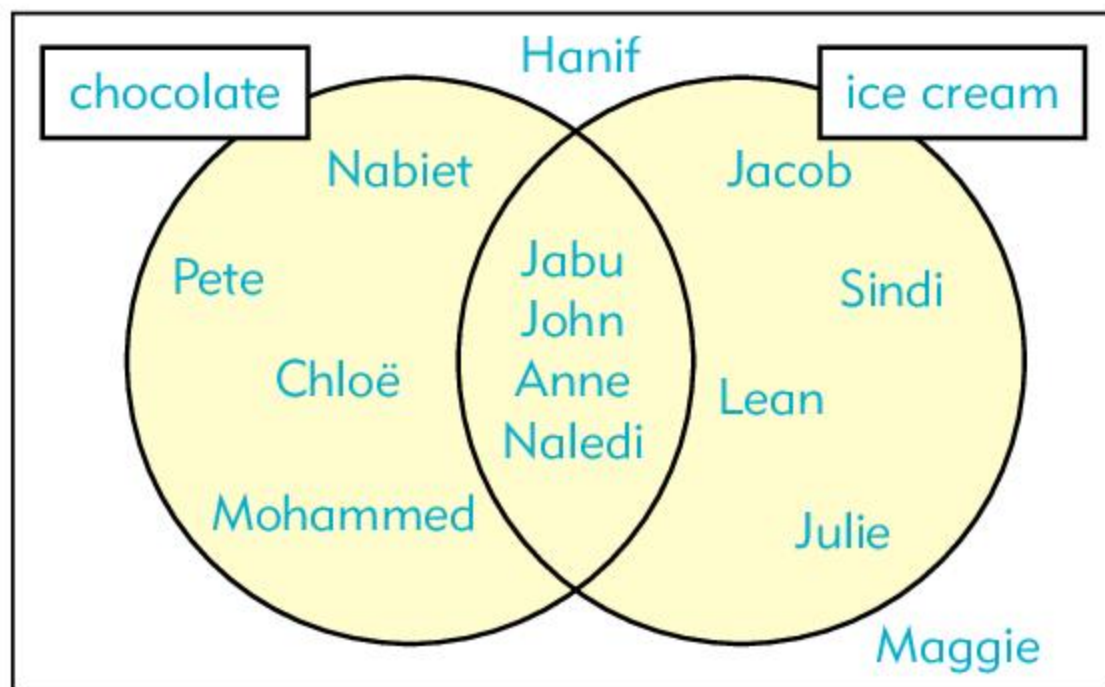 Hanif
chocolate
ice cream
Nabiet
Jacob
Pete
Jabu
Sindi
John
Chloë
Anne
Lean
Naledi
Mohammed
Julie
Maggie